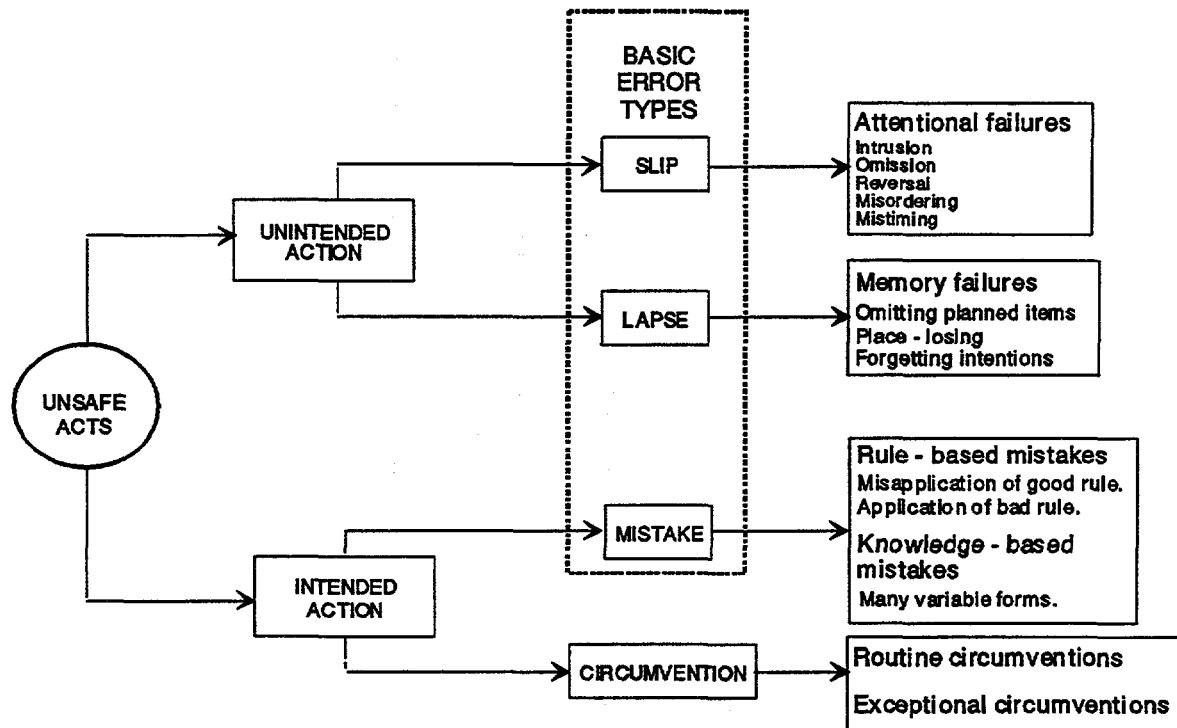 BASIC
ERROR
TYPES
SLIP
Attentional failures
Intrusion
Omission
Reversal
Misordering
Mistiming
UNINTENDED
ACTION
LAPSE
Memory failures
Omitting planned items
Place - losing
Forgetting intentions
UNSAFE
ACTS
MISTAKE
Rule - based mistakes
Misapplication of good rule.
Application of bad rule.
Knowledge - based
mistakes
Many variable forms.
INTENDED
ACTION
CIRCUMVENTION
Routine circumventions
Exceptional circumventions